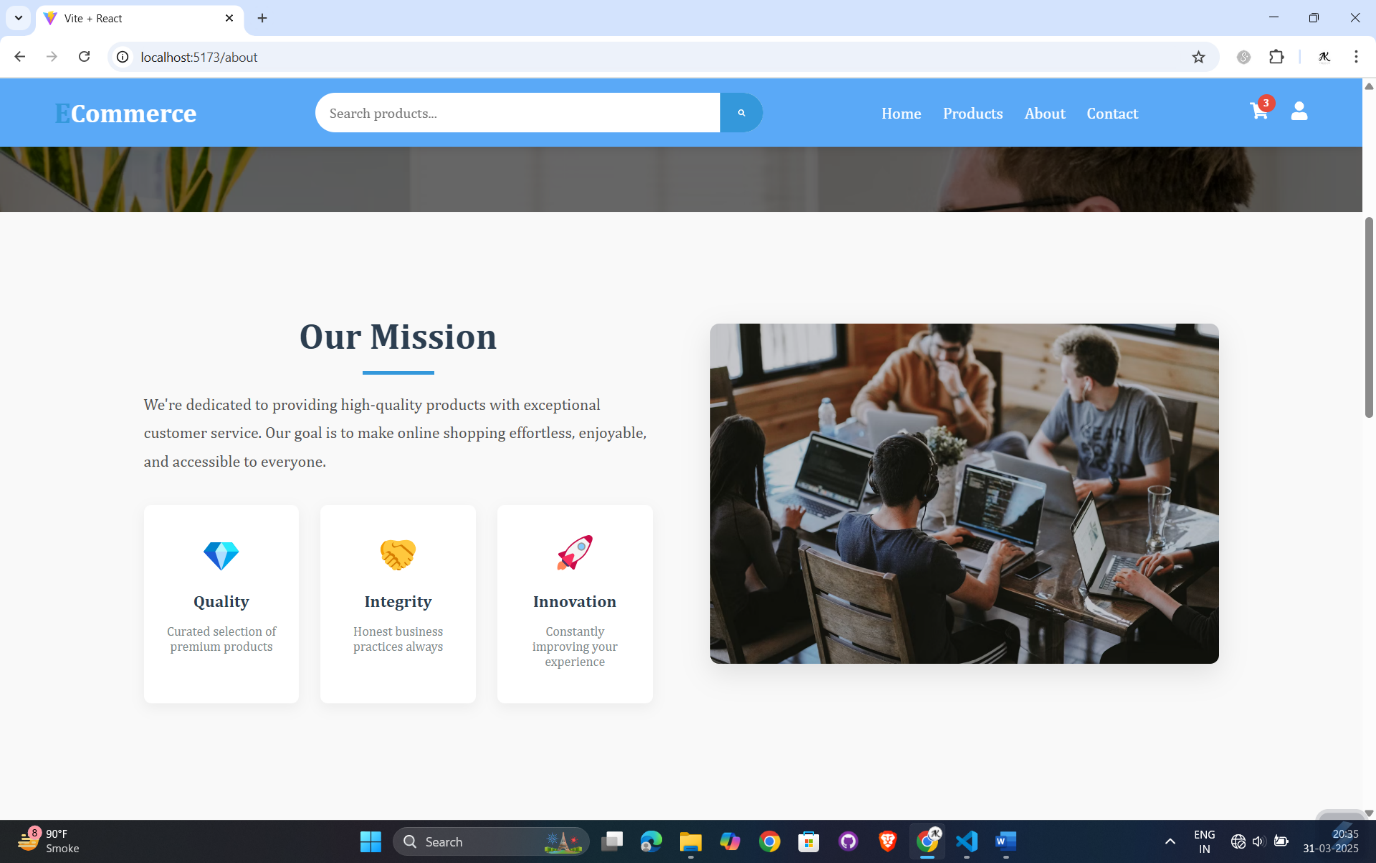 Vite + React
localhost:5173/about
ECommerce
Search products...
Home Products About Contact
3
Our Mission
We're dedicated to providing high-quality products with exceptional
customer service. Our goal is to make online shopping effortless, enjoyable,
and accessible to everyone.
Quality
Curated selection of
premium products
Integrity
Honest business
practices always
Innovation
Constantly
improving your
experience
8
90°F
Smoke
Search
ENG
IN
20:35
31-03-2025